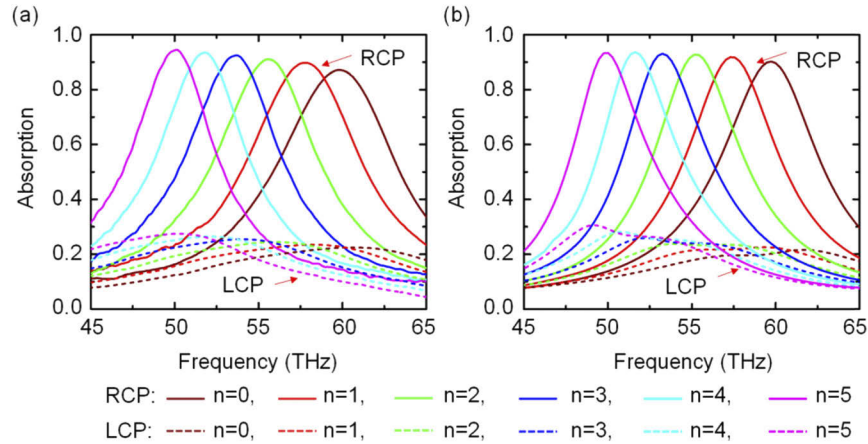 (a)
(b)
1.0
0.8
0.6
0.4
0.2
0.0
Absorption
RCP
LCP
45 50 55 60 65
Frequency (THz)
1.0
0.8
0.6
0.4
0.2
0.0
Absorption
RCP
LCP
45 50 55 60 65
Frequency (THz)
RCP: n=0, n=1, n=2, n=3, n=4, n=5
LCP: n=0, n=1, n=2, n=3, n=4, n=5